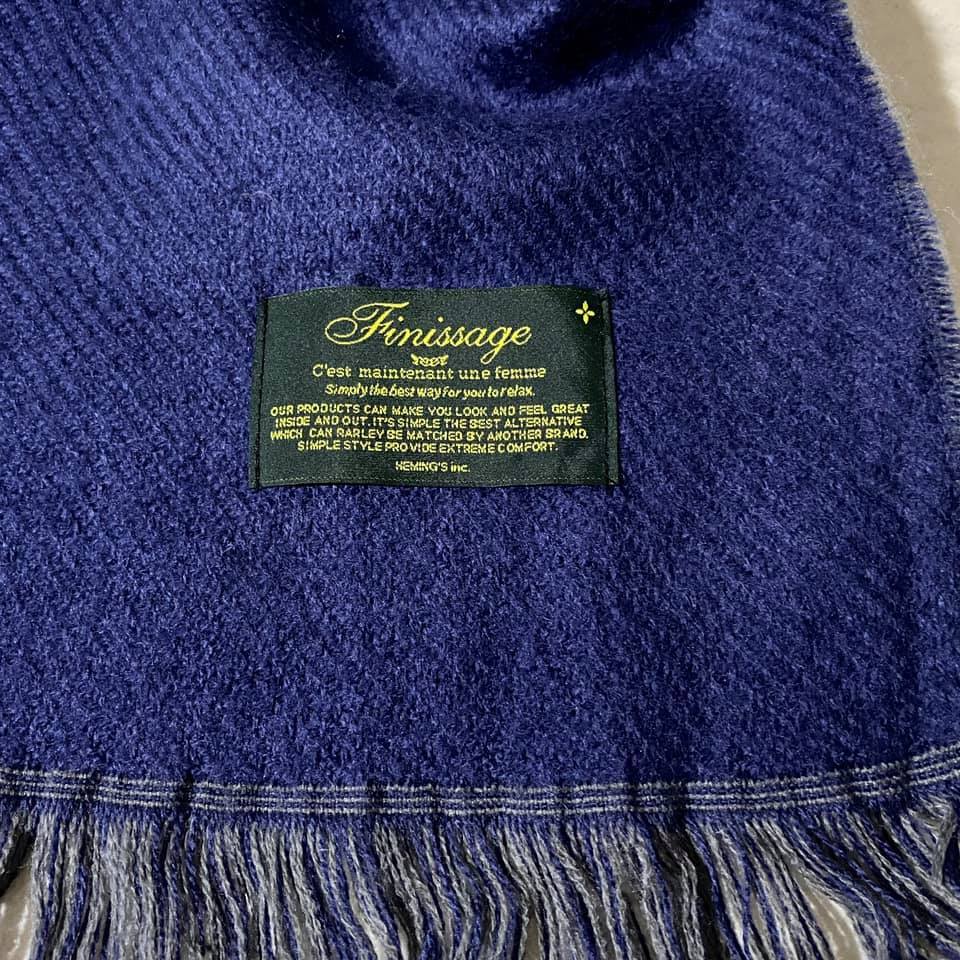 Finissage
C'est maintenant une femme
Simply the best way for you to relax.
OUR PRODUCTS CAN MAKE YOU LOOK AND FEEL GREAT
INSIDE AND OUT. IT'S SIMPLE THE BEST ALTERNATIVE
WHICH CAN RARLEY BE MATCHED BY ANOTHER BRAND.
SIMPLE STYLE PROVIDE EXTREME COMFORT.
HEMING'S inc.